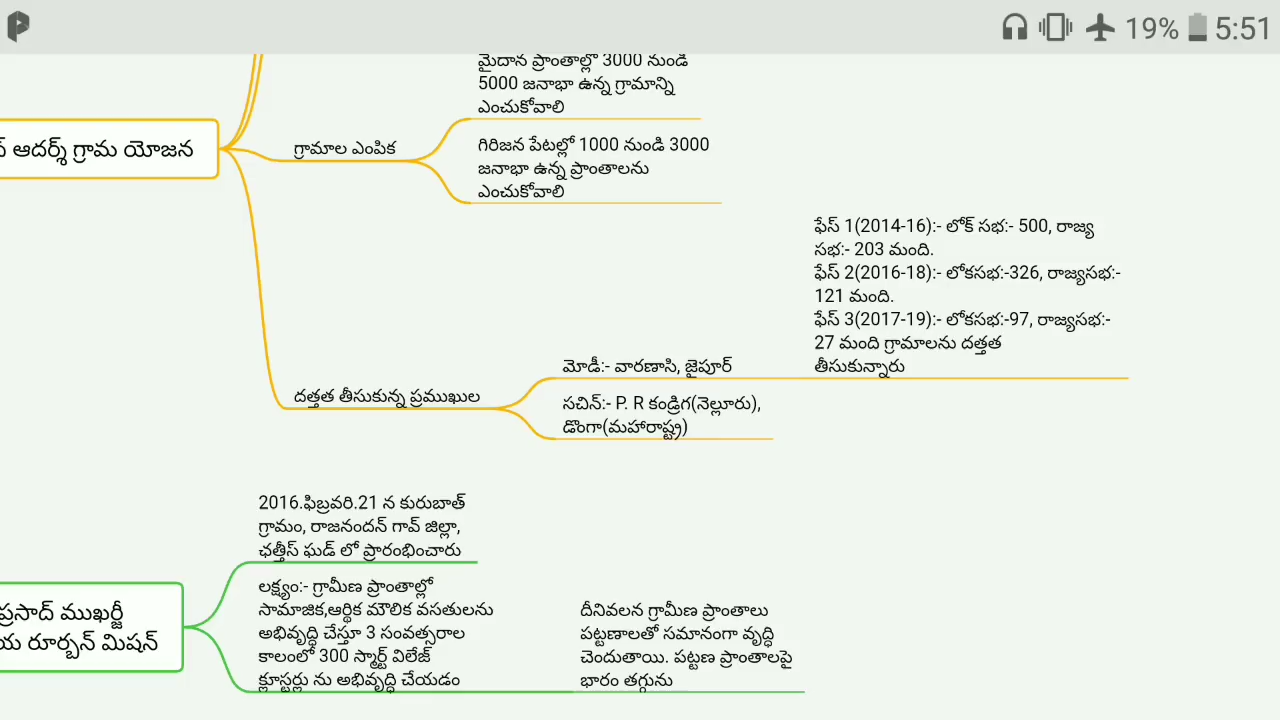 19% 5:51
మైదాన ప్రాంతాల్లో 3000 నుండి
5000 జనాభా ఉన్న గ్రామాన్ని
ఎంచుకోవాలి
ఆదర్శ్ గ్రామ యోజన
గ్రామాల ఎంపిక
గిరిజన పేటల్లో 1000 నుండి 3000
జనాభా ఉన్న ప్రాంతాలను
ఎంచుకోవాలి
ఫేస్ 1(2014-16):- లోక్ సభ:- 500, రాజ్య
సభ:- 203 మంది.
ఫేస్ 2(2016-18):- లోకసభ:-326, రాజ్యసభ:-
121 మంది.
ఫేస్ 3(2017-19):- లోకసభ:-97, రాజ్యసభ:-
27 మంది గ్రామాలను దత్తత
తీసుకున్నారు
దత్తత తీసుకున్న ప్రముఖుల
మోడీ:- వారణాసి, జైపూర్
సచిన్:- P. R కండ్రిగ(నెల్లూరు),
డొంగా(మహారాష్ట్ర)
2016.ఫిబ్రవరి.21 న కురుబాత్
గ్రామం, రాజనందన్ గావ్ జిల్లా,
ఛత్తీస్ ఘడ్ లో ప్రారంభించారు
ప్రసాద్ ముఖర్జీ
య రూర్బన్ మిషన్
లక్ష్యం:- గ్రామీణ ప్రాంతాల్లో
సామాజిక,ఆర్థిక మౌలిక వసతులను
అభివృద్ధి చేస్తూ 3 సంవత్సరాల
కాలంలో 300 స్మార్ట్ విలేజ్
క్లూస్టర్లు ను అభివృద్ధి చేయడం
దీనివలన గ్రామీణ ప్రాంతాలు
పట్టణాలతో సమానంగా వృద్ధి
చెందుతాయి. పట్టణ ప్రాంతాలపై
భారం తగ్గును